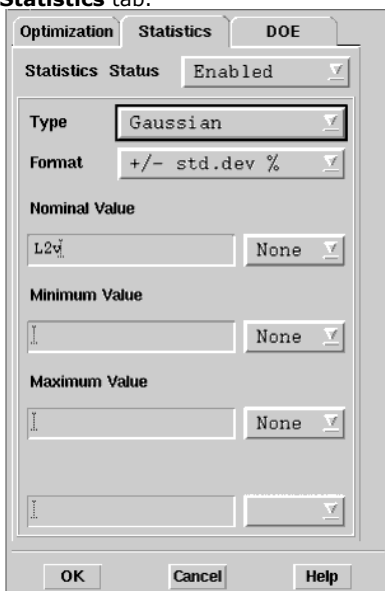 Statistics tab.
Optimization Statistics DOE
Statistics Status Enabled
Type Gaussian
Format +/- std.dev %
Nominal Value
L2v None
Minimum Value
None
Maximum Value
None
OK Cancel Help